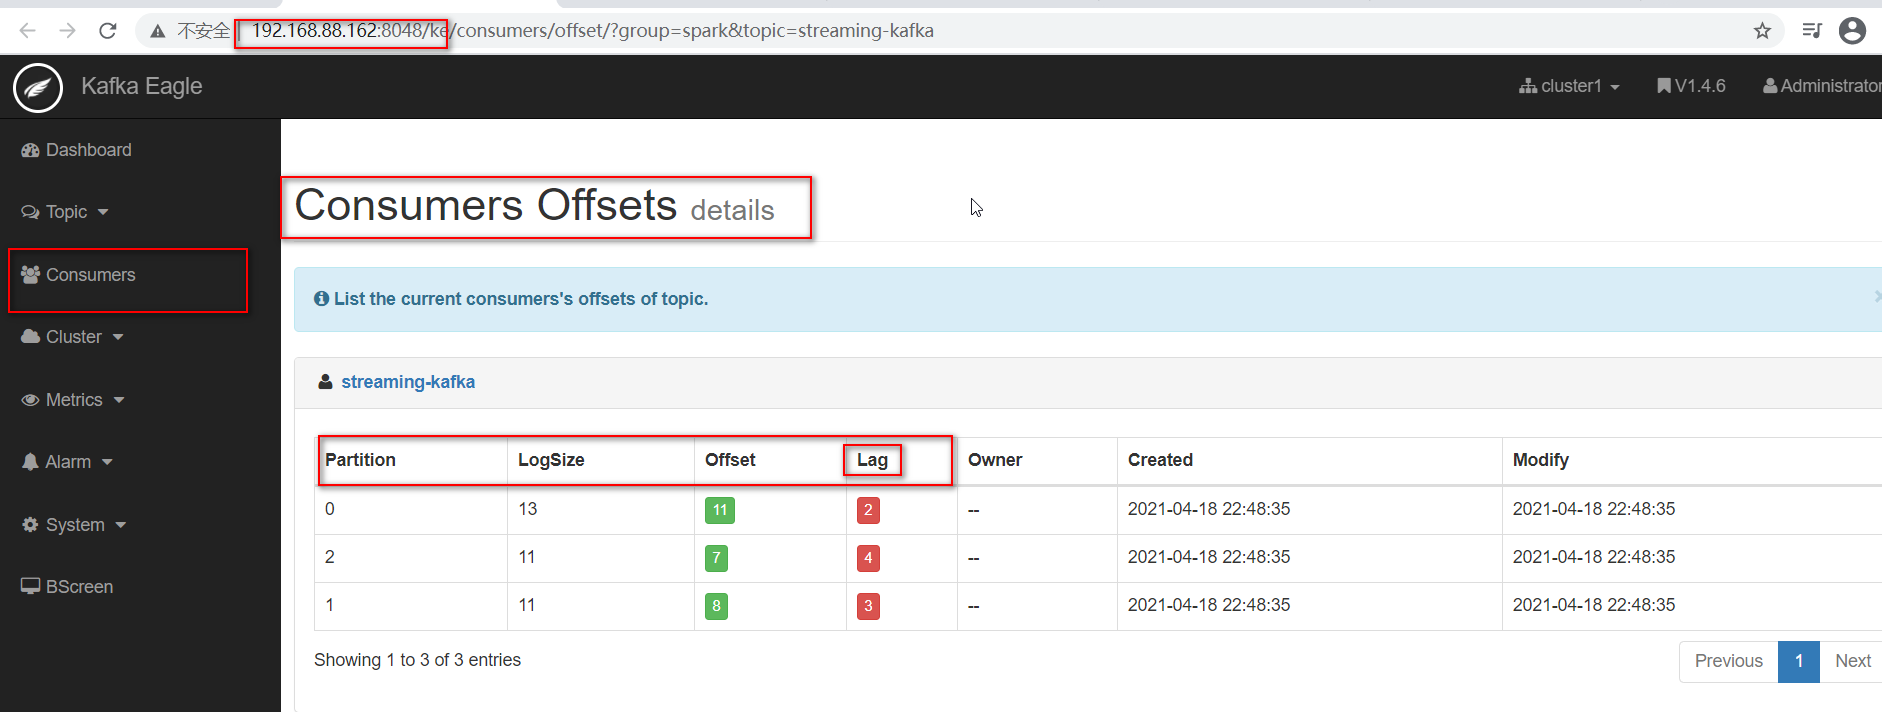 不安全 | 192.168.88.162:8048/ke/consumers/offset/?group=spark&topic=streaming-kafka
Kafka Eagle
cluster1
V1.4.6
Administrator
Dashboard
Topic
Consumers
Cluster
Metrics
Alarm
System
BScreen
Consumers Offsets details
List the current consumers's offsets of topic.
×
streaming-kafka
Partition LogSize Offset Lag Owner Created Modify
0 13 11 2 -- 2021-04-18 22:48:35 2021-04-18 22:48:35
2 11 7 4 -- 2021-04-18 22:48:35 2021-04-18 22:48:35
1 11 8 3 -- 2021-04-18 22:48:35 2021-04-18 22:48:35
Showing 1 to 3 of 3 entries
Previous 1 Next